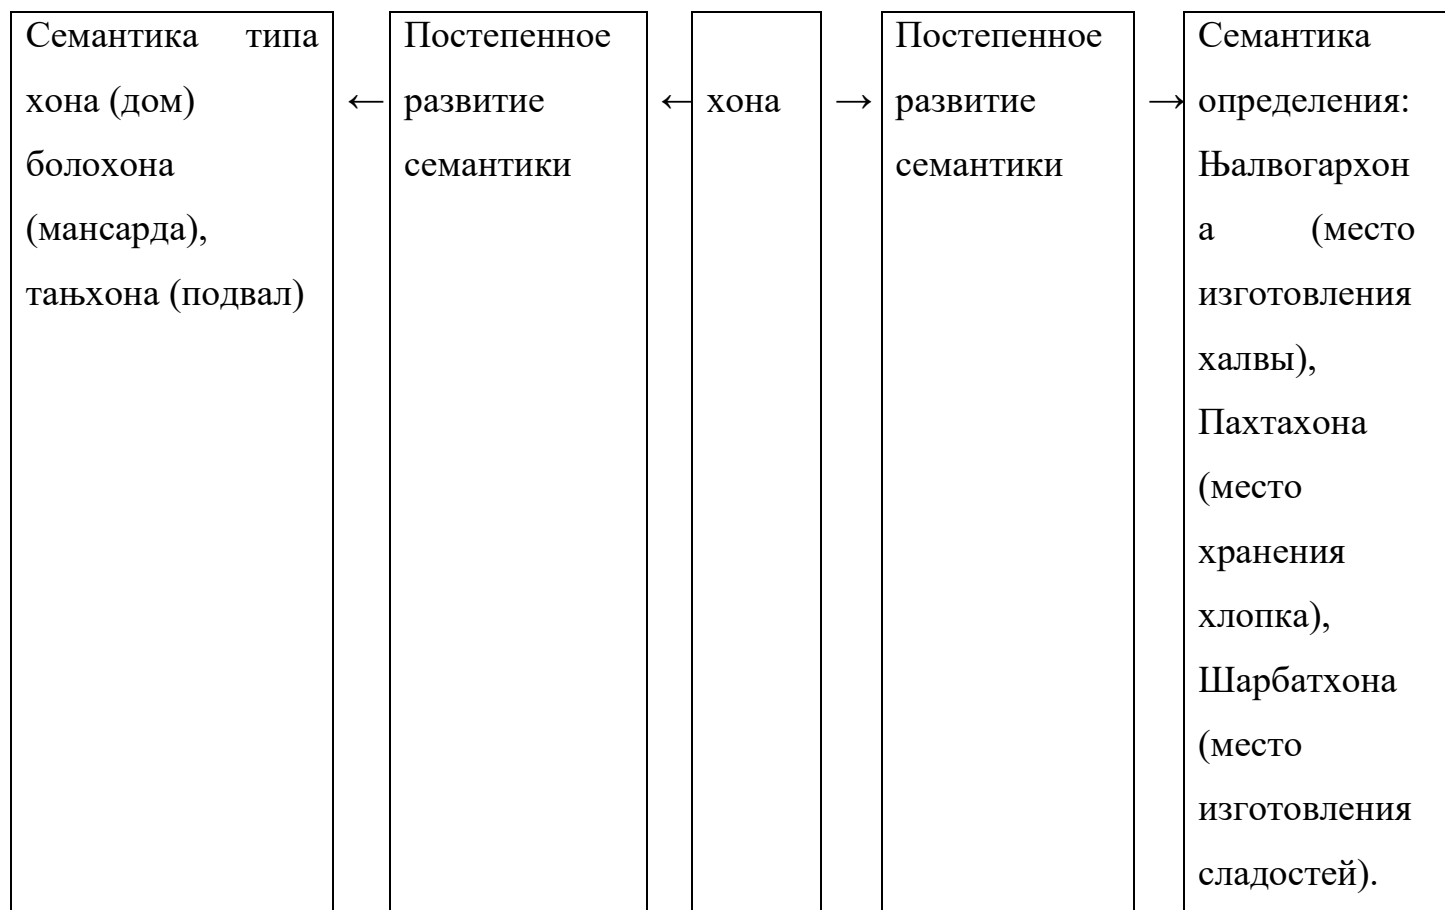 Семантика типа
хона (дом)
болохона
(мансарда),
тањхона (подвал)
←
Постепенное
развитие
семантики
←
хона
→
Постепенное
развитие
семантики
→
Семантика
определения:
Њалвогархон
а (место
изготовления
халвы),
Пахтахона
(место
хранения
хлопка),
Шарбатхона
(место
изготовления
сладостей).